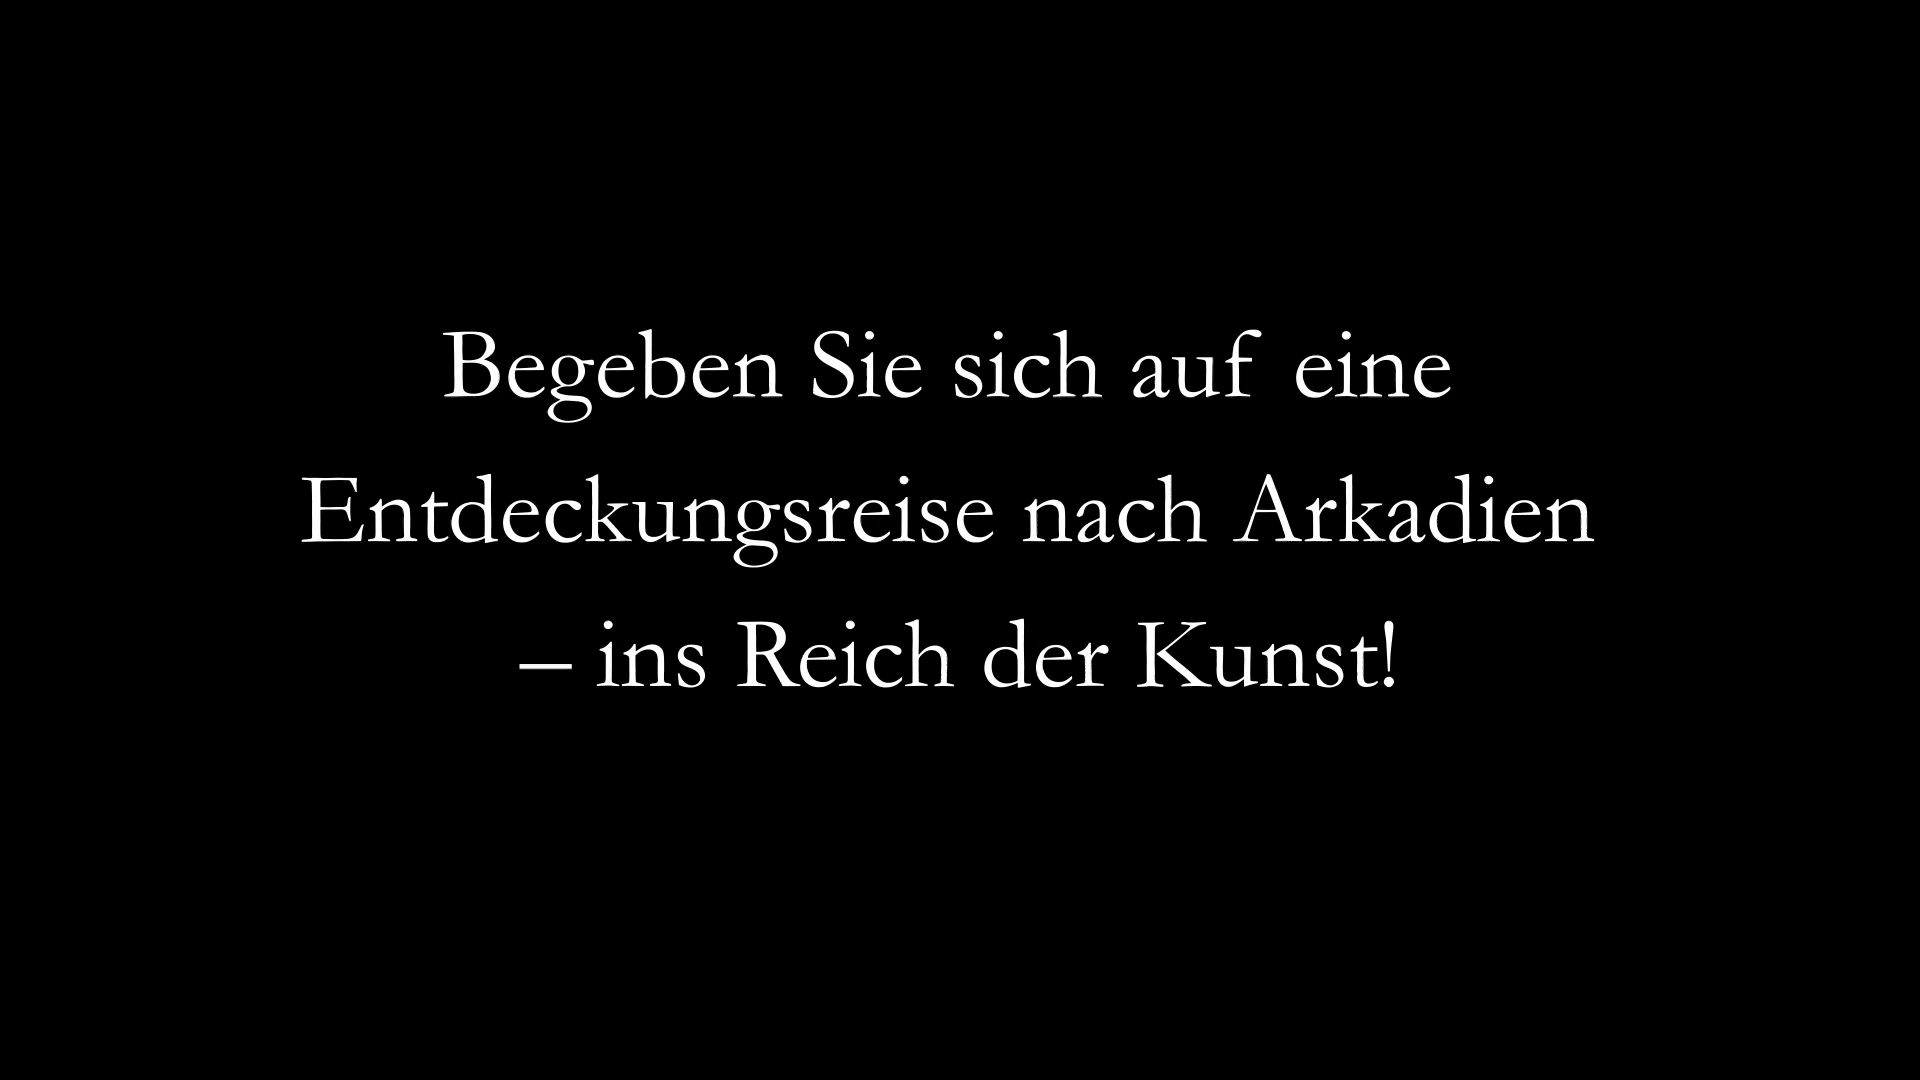 Begeben Sie sich auf eine
Entdeckungsreise nach Arkadien
– ins Reich der Kunst!